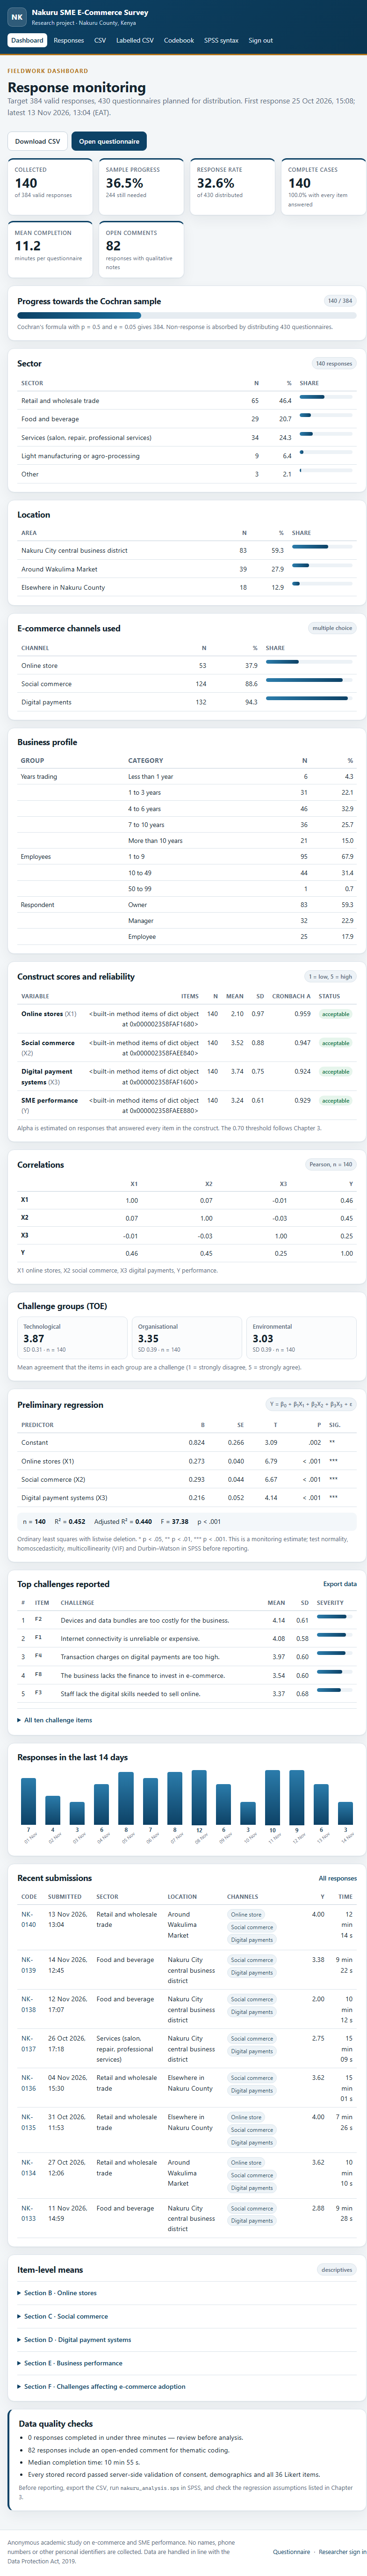 NK
Nakuru SME E-Commerce Survey
Research project · Nakuru County, Kenya
Dashboard Responses CSV Labelled CSV Codebook SPSS syntax Sign out
FIELDWORK DASHBOARD
Response monitoring
Target 384 valid responses, 430 questionnaires planned for distribution. First response 25 Oct 2026, 15:08;
latest 13 Nov 2026, 13:04 (EAT).
Download CSV Open questionnaire
COLLECTED
140
of 384 valid responses
SAMPLE PROGRESS
36.5%
244 still needed
RESPONSE RATE
32.6%
of 430 distributed
COMPLETE CASES
140
100.0% with every item
answered
MEAN COMPLETION
11.2
minutes per questionnaire
OPEN COMMENTS
82
responses with qualitative
notes
Progress towards the Cochran sample 140 / 384
Cochran's formula with p = 0.5 and e = 0.05 gives 384. Non-response is absorbed by distributing 430 questionnaires.
Sector 140 responses
SECTOR N % SHARE
Retail and wholesale trade 65 46.4
Food and beverage 29 20.7
Services (salon, repair, professional services) 34 24.3
Light manufacturing or agro-processing 9 6.4
Other 3 2.1
Location
AREA N % SHARE
Nakuru City central business district 83 59.3
Around Wakulima Market 39 27.9
Elsewhere in Nakuru County 18 12.9
E-commerce channels used multiple choice
CHANNEL N % SHARE
Online store 53 37.9
Social commerce 124 88.6
Digital payments 132 94.3
Business profile
GROUP CATEGORY N %
Years trading Less than 1 year 6 4.3
1 to 3 years 31 22.1
4 to 6 years 46 32.9
7 to 10 years 36 25.7
More than 10 years 21 15.0
Employees 1 to 9 95 67.9
10 to 49 44 31.4
50 to 99 1 0.7
Respondent Owner 83 59.3
Manager 32 22.9
Employee 25 17.9
Construct scores and reliability 1 = low, 5 = high
VARIABLE ITEMS N MEAN SD CRONBACH Α STATUS
Online stores (X1) <built-in method items of dict object at 0x000002358FAF1680> 140 2.10 0.97 0.959 acceptable
Social commerce (X2) <built-in method items of dict object at 0x000002358FAEE840> 140 3.52 0.88 0.947 acceptable
Digital payment systems (X3) <built-in method items of dict object at 0x000002358FAF1600> 140 3.74 0.75 0.924 acceptable
SME performance (Y) <built-in method items of dict object at 0x000002358FAEE880> 140 3.24 0.61 0.929 acceptable
Alpha is estimated on responses that answered every item in the construct. The 0.70 threshold follows Chapter 3.
Correlations Pearson, n = 140
X1 X2 X3 Y
X1 1.00 0.07 -0.01 0.46
X2 0.07 1.00 -0.03 0.45
X3 -0.01 -0.03 1.00 0.25
Y 0.46 0.45 0.25 1.00
X1 online stores, X2 social commerce, X3 digital payments, Y performance.
Challenge groups (TOE)
Technological
3.87
SD 0.31 · n = 140
Organisational
3.35
SD 0.39 · n = 140
Environmental
3.03
SD 0.39 · n = 140
Mean agreement that the items in each group are a challenge (1 = strongly disagree, 5 = strongly agree).
Preliminary regression Y = β₀ + β₁X₁ + β₂X₂ + β₃X₃ + ε
PREDICTOR B SE T P SIG.
Constant 0.824 0.266 3.09 .002 **
Online stores (X1) 0.273 0.040 6.79 < .001 ***
Social commerce (X2) 0.293 0.044 6.67 < .001 ***
Digital payment systems (X3) 0.216 0.052 4.14 < .001 ***
n = 140 R² = 0.452 Adjusted R² = 0.440 F = 37.38 p < .001
Ordinary least squares with listwise deletion. * p < .05, ** p < .01, *** p < .001. This is a monitoring estimate; test normality,
homoscedasticity, multicollinearity (VIF) and Durbin–Watson in SPSS before reporting.
Top challenges reported Export data
# ITEM CHALLENGE MEAN SD SEVERITY
1 F2 Devices and data bundles are too costly for the business. 4.14 0.61
2 F1 Internet connectivity is unreliable or expensive. 4.08 0.58
3 F4 Transaction charges on digital payments are too high. 3.97 0.60
4 F8 The business lacks the finance to invest in e-commerce. 3.54 0.60
5 F3 Staff lack the digital skills needed to sell online. 3.37 0.68
▶ All ten challenge items
Responses in the last 14 days
7 4 3 6 8 7 8 12 6 3 10 9 6 3
01 Nov 02 Nov 03 Nov 04 Nov 05 Nov 06 Nov 07 Nov 08 Nov 09 Nov 10 Nov 11 Nov 12 Nov 13 Nov 14 Nov
Recent submissions All responses
CODE SUBMITTED SECTOR LOCATION CHANNELS Y TIME
NK-0140 13 Nov 2026, 13:04 Retail and wholesale trade Around Wakulima Market Online store Social commerce Digital payments 4.00 12 min 14 s
NK-0139 14 Nov 2026, 12:45 Food and beverage Nakuru City central business district Social commerce Digital payments 3.38 9 min 22 s
NK-0138 12 Nov 2026, 17:07 Food and beverage Nakuru City central business district Social commerce Digital payments 2.00 10 min 12 s
NK-0137 26 Oct 2026, 17:18 Services (salon, repair, professional services) Nakuru City central business district Social commerce Digital payments 2.75 15 min 09 s
NK-0136 04 Nov 2026, 15:30 Retail and wholesale trade Elsewhere in Nakuru County Social commerce Digital payments 3.62 15 min 01 s
NK-0135 31 Oct 2026, 11:53 Retail and wholesale trade Elsewhere in Nakuru County Online store Social commerce Digital payments 4.00 7 min 26 s
NK-0134 27 Oct 2026, 12:06 Retail and wholesale trade Around Wakulima Market Online store Social commerce Digital payments 3.62 10 min 10 s
NK-0133 11 Nov 2026, 14:59 Food and beverage Nakuru City central business district Social commerce Digital payments 2.88 9 min 28 s
Item-level means descriptives
▶ Section B · Online stores
▶ Section C · Social commerce
▶ Section D · Digital payment systems
▶ Section E · Business performance
▶ Section F · Challenges affecting e-commerce adoption
Data quality checks
• 0 responses completed in under three minutes — review before analysis.
• 82 responses include an open-ended comment for thematic coding.
• Median completion time: 10 min 55 s.
• Every stored record passed server-side validation of consent, demographics and all 36 Likert items.
Before reporting, export the CSV, run nakuru_analysis.sps in SPSS, and check the regression assumptions listed in Chapter
3.
Anonymous academic study on e-commerce and SME performance. No names, phone
numbers or other personal identifiers are collected. Data are handled in line with the
Data Protection Act, 2019.
Questionnaire · Researcher sign in